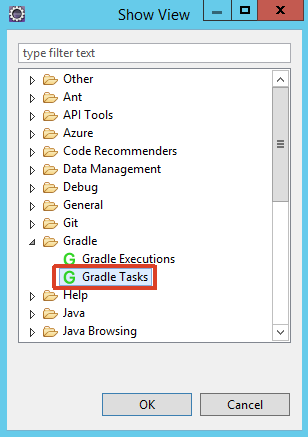 Show View
type filter text
Other
Ant
API Tools
Azure
Code Recommenders
Data Management
Debug
General
Git
Gradle
Gradle Executions
Gradle Tasks
Help
Java
Java Browsing
OK
Cancel